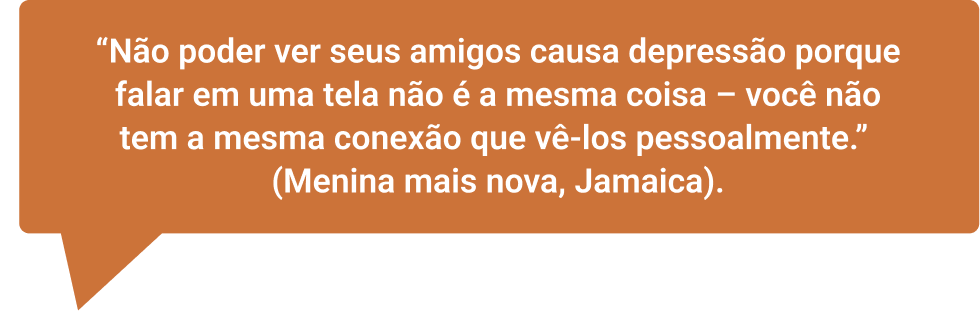 “Não poder ver seus amigos causa depressão porque
falar em uma tela não é a mesma coisa – você não
tem a mesma conexão que vê-los pessoalmente.”
(Menina mais nova, Jamaica).